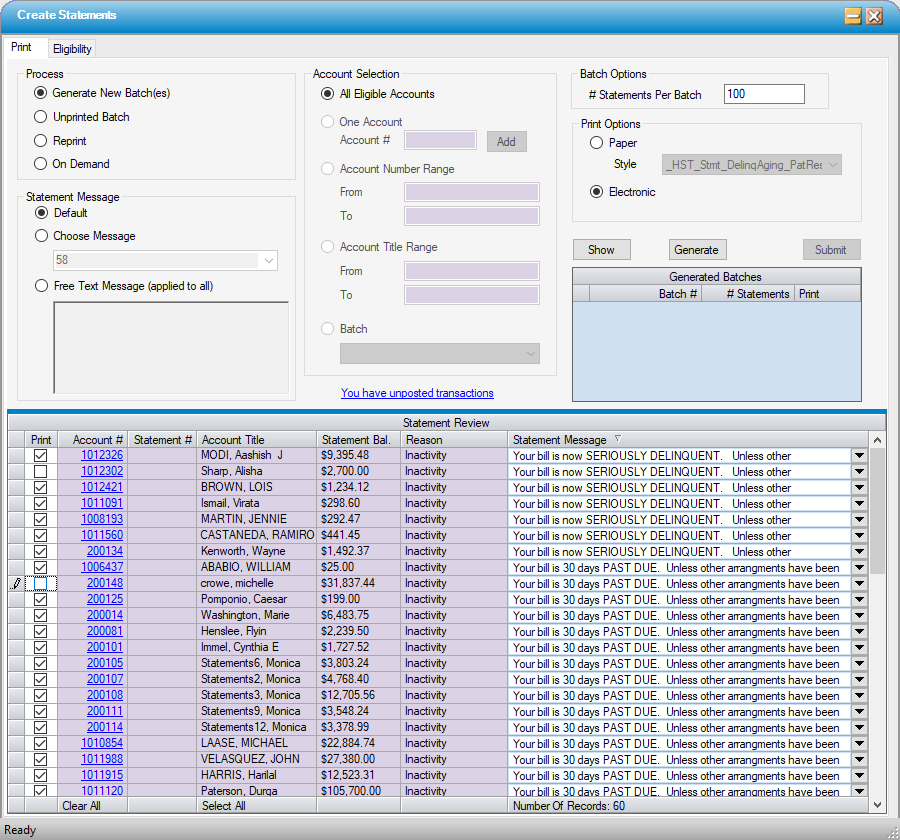 Create Statements
Print Eligibility
Process
Generate New Batch(es)
Unprinted Batch
Reprint
On Demand
Statement Message
Default
Choose Message
58
Free Text Message (applied to all)
Account Selection
All Eligible Accounts
One Account
Account # Add
Account Number Range
From
To
Account Title Range
From
To
Batch
You have unposted transactions
Batch Options
# Statements Per Batch 100
Print Options
Paper
Style _HST_Stmt_DelinqAging_PatRes
Electronic
Show Generate Submit
Generated Batches
Batch # # Statements Print
Statement Review
Print Account # Statement # Account Title Statement Bal. Reason Statement Message
1012326 MODI, Aashish J $9,395.48 Inactivity Your bill is now SERIOUSLY DELINQUENT. Unless other
1012302 Sharp, Alisha $2,700.00 Inactivity Your bill is now SERIOUSLY DELINQUENT. Unless other
1012421 BROWN, LOIS $1,234.12 Inactivity Your bill is now SERIOUSLY DELINQUENT. Unless other
1011091 Ismail, Virata $298.60 Inactivity Your bill is now SERIOUSLY DELINQUENT. Unless other
1008193 MARTIN, JENNIE $292.47 Inactivity Your bill is now SERIOUSLY DELINQUENT. Unless other
1011560 CASTANEDA, RAMIRO $441.45 Inactivity Your bill is now SERIOUSLY DELINQUENT. Unless other
200134 Kenworth, Wayne $1,492.37 Inactivity Your bill is now SERIOUSLY DELINQUENT. Unless other
1006437 ABABIO, WILLIAM $25.00 Inactivity Your bill is 30 days PAST DUE. Unless other arrangments have been
200148 crowe, michelle $31,837.44 Inactivity Your bill is 30 days PAST DUE. Unless other arrangments have been
200125 Pomponio, Caesar $199.00 Inactivity Your bill is 30 days PAST DUE. Unless other arrangments have been
200014 Washington, Marie $6,483.75 Inactivity Your bill is 30 days PAST DUE. Unless other arrangments have been
200081 Henslee, Flyin $2,239.50 Inactivity Your bill is 30 days PAST DUE. Unless other arrangments have been
200101 Immel, Cynthia E $1,727.52 Inactivity Your bill is 30 days PAST DUE. Unless other arrangments have been
200105 Statements6, Monica $3,803.24 Inactivity Your bill is 30 days PAST DUE. Unless other arrangments have been
200107 Statements2, Monica $4,768.40 Inactivity Your bill is 30 days PAST DUE. Unless other arrangments have been
200108 Statements3, Monica $12,705.56 Inactivity Your bill is 30 days PAST DUE. Unless other arrangments have been
200111 Statements9, Monica $3,548.24 Inactivity Your bill is 30 days PAST DUE. Unless other arrangments have been
200114 Statements12, Monica $3,378.99 Inactivity Your bill is 30 days PAST DUE. Unless other arrangments have been
1010854 LAASE, MICHAEL $22,884.74 Inactivity Your bill is 30 days PAST DUE. Unless other arrangments have been
1011988 VELASQUEZ, JOHN $27,380.00 Inactivity Your bill is 30 days PAST DUE. Unless other arrangments have been
1011915 HARRIS, Harilal $12,523.31 Inactivity Your bill is 30 days PAST DUE. Unless other arrangments have been
1011120 Paterson, Durga $105,700.00 Inactivity Your bill is 30 days PAST DUE. Unless other arrangments have been
Clear All Select All Number Of Records: 60
Ready